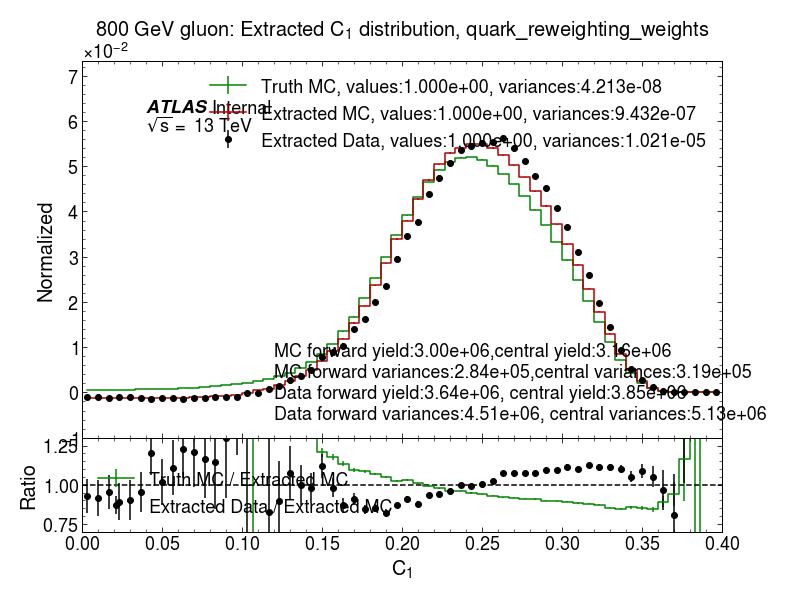 800 GeV gluon: Extracted C₁ distribution, quark_reweighting_weights
×10⁻²
7
6
5
4
3
2
1
0
Normalized
Truth MC, values:1.000e+00, variances:4.213e-08
ATLAS Internal
Extracted MC, values:1.000e+00, variances:9.432e-07
√s = 13 TeV
Extracted Data, values:1.000e+00, variances:1.021e-05
MC forward yield:3.00e+06,central yield:3.16e+06
MC forward variances:2.84e+05,central variances:3.19e+05
Data forward yield:3.64e+06, central yield:3.85e+06
Data forward variances:4.51e+06, central variances:5.13e+06
1.25
1.00
0.75
Ratio
Truth MC / Extracted MC
Extracted Data / Extracted MC
0.00 0.05 0.10 0.15 0.20 0.25 0.30 0.35 0.40
C₁